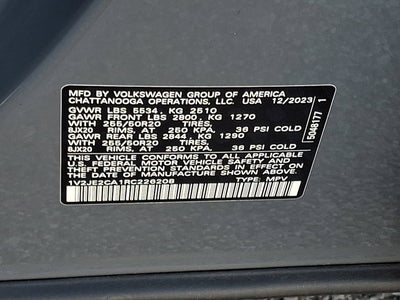 MFD BY VOLKSWAGEN GROUP OF AMERICA
CHATTANOOGA OPERATIONS, LLC. USA 12/2023
GVWR LBS 5534 , KG 2510
GAWR FRONT LBS 2800 , KG 1270
WITH 255/50R20 TIRES,
8JX20 RIMS, AT 250 KPA, 36 PSI COLD
GAWR REAR LBS 2844 , KG 1290
WITH 255/50R20 TIRES,
8JX20 RIMS, AT 250 KPA, 36 PSI COLD
THIS VEHICLE CONFORMS TO ALL APPLICABLE
U.S. FEDERAL MOTOR VEHICLE SAFETY AND
THEFT PREVENTION STANDARDS IN EFFECT
ON THE DATE OF MANUFACTURE SHOWN ABOVE.
1V2JE2CA1RC226208 TYPE: MPV
5048177 1